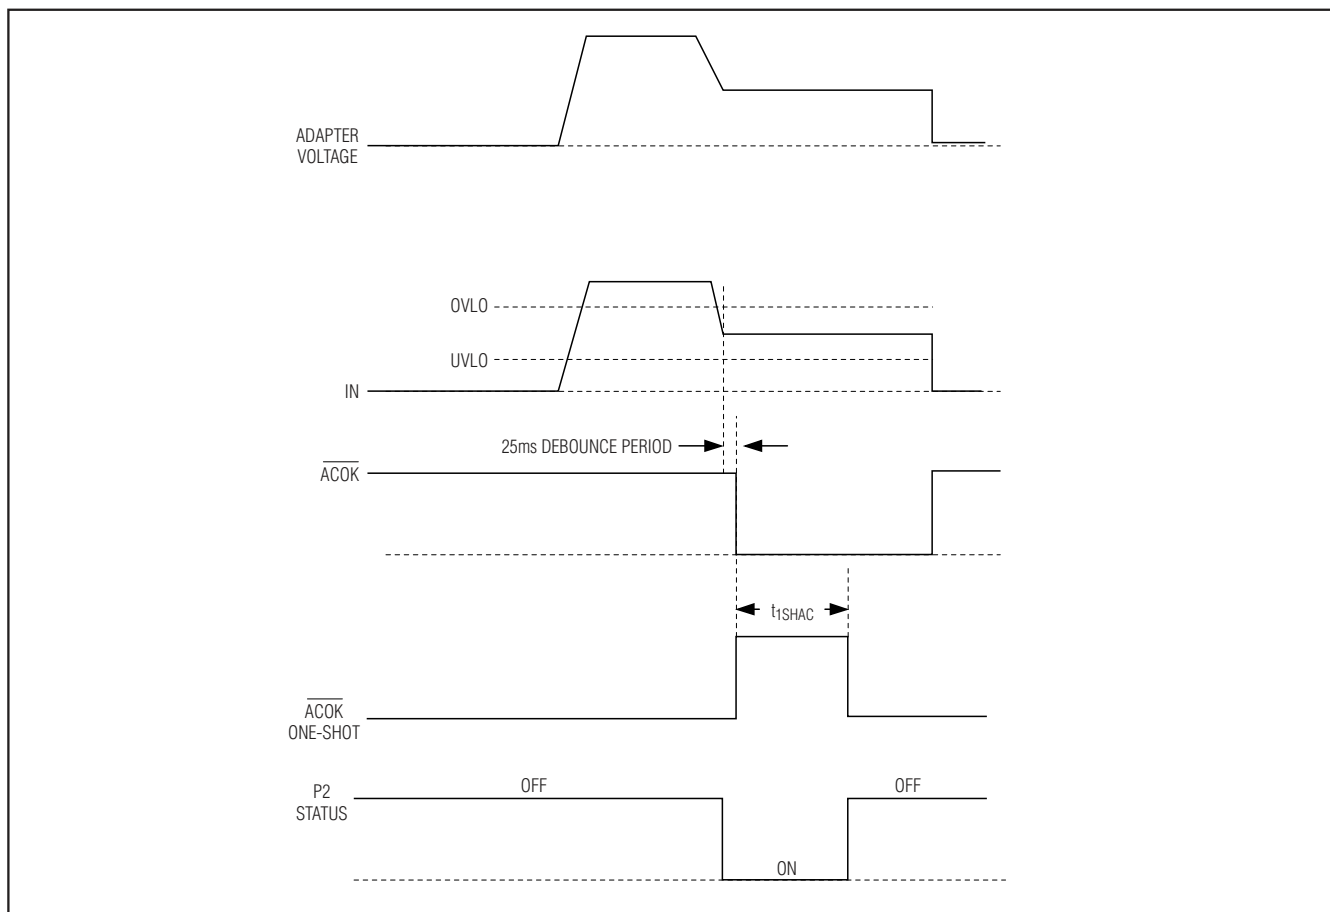 ADAPTER
VOLTAGE
OVLO
UVLO
IN
25ms DEBOUNCE PERIOD
ACOK
t1SHAC
ACOK
ONE-SHOT
P2
STATUS
OFF
OFF
ON